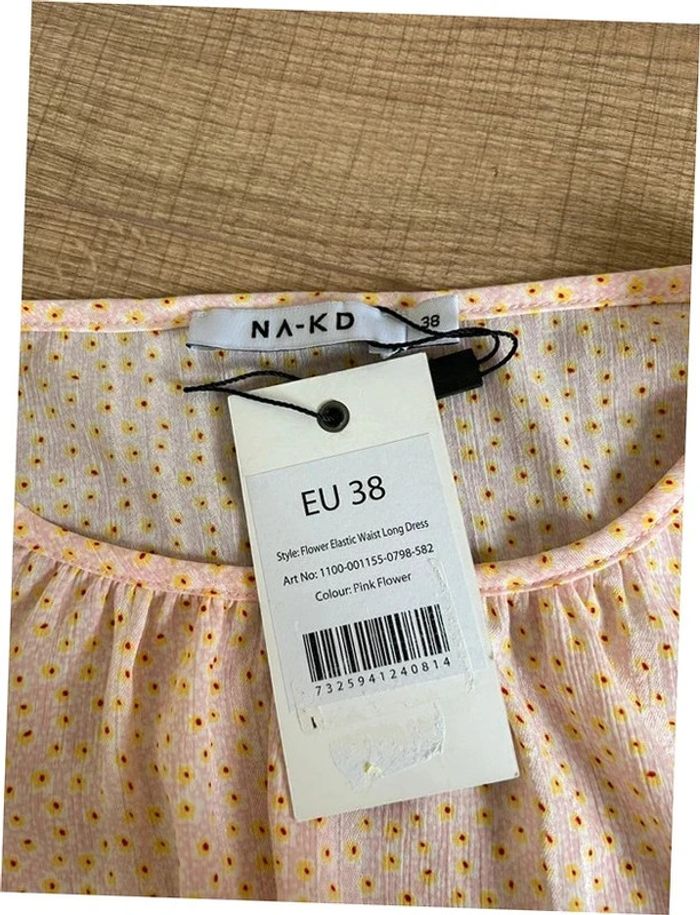 NA-KD
38
EU 38
Style: Flower Elastic Waist Long Dress
Art No: 1100-001155-0798-582
Colour: Pink Flower
7325941240814